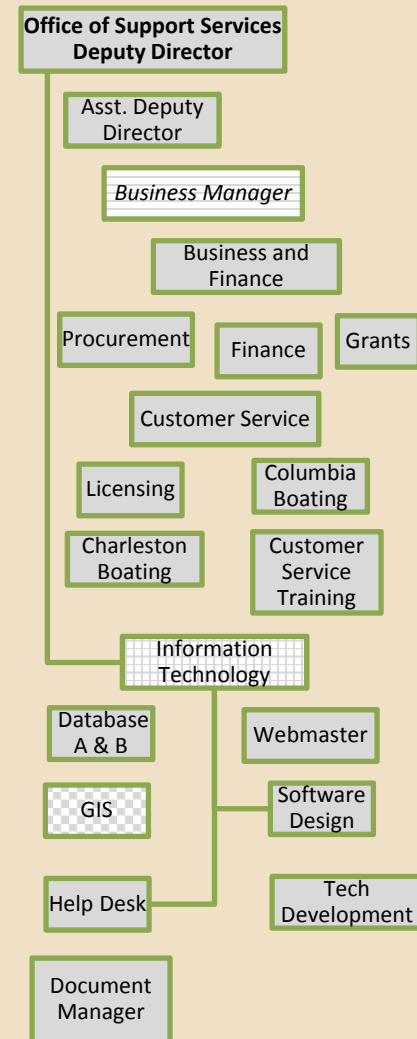 Office of Support Services
Deputy Director
Asst. Deputy
Director
Business Manager
Business and
Finance
Procurement
Finance
Grants
Customer Service
Licensing
Columbia
Boating
Charleston
Boating
Customer
Service
Training
Information
Technology
Database
A & B
Webmaster
GIS
Software
Design
Help Desk
Tech
Development
Document
Manager